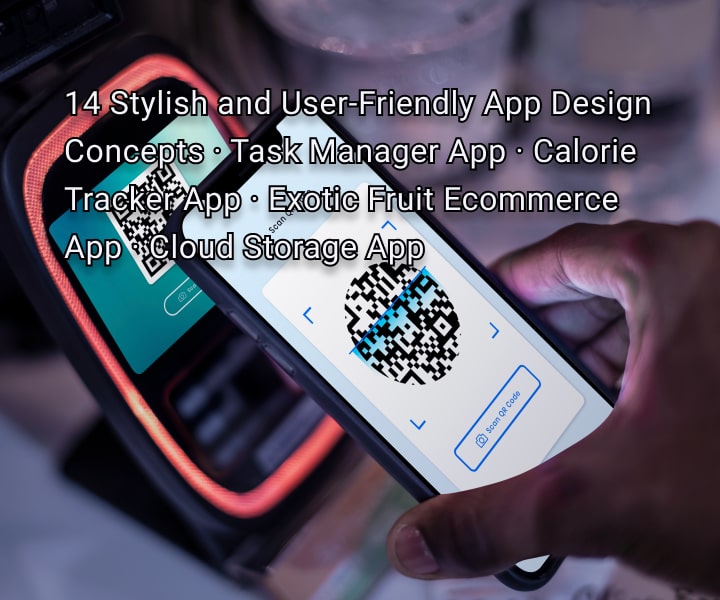 14 Stylish and User-Friendly App Design
Concepts · Task Manager App · Calorie
Tracker App · Exotic Fruit Ecommerce
App · Cloud Storage App
Scan QR Code